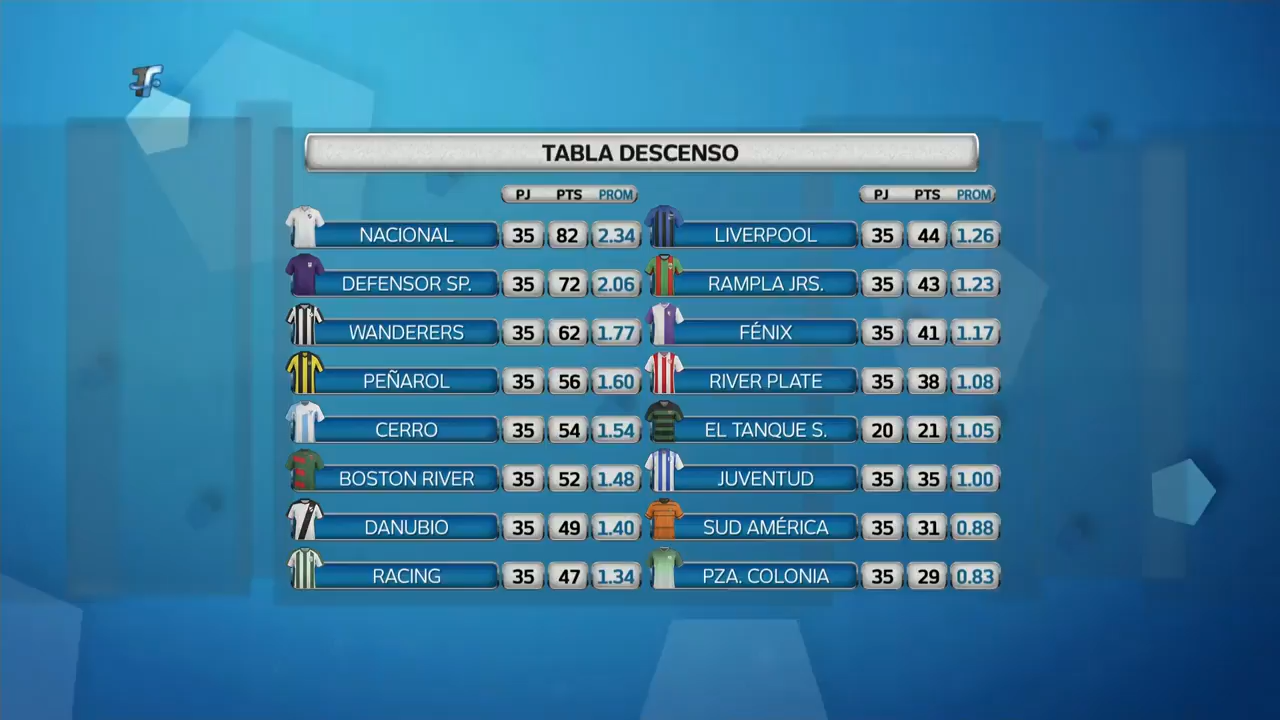 TABLA DESCENSO
PJ PTS PROM
NACIONAL 35 82 2.34
DEFENSOR SP. 35 72 2.06
WANDERERS 35 62 1.77
PEÑAROL 35 56 1.60
CERRO 35 54 1.54
BOSTON RIVER 35 52 1.48
DANUBIO 35 49 1.40
RACING 35 47 1.34
PJ PTS PROM
LIVERPOOL 35 44 1.26
RAMPLA JRS. 35 43 1.23
FÉNIX 35 41 1.17
RIVER PLATE 35 38 1.08
EL TANQUE S. 20 21 1.05
JUVENTUD 35 35 1.00
SUD AMÉRICA 35 31 0.88
PZA. COLONIA 35 29 0.83